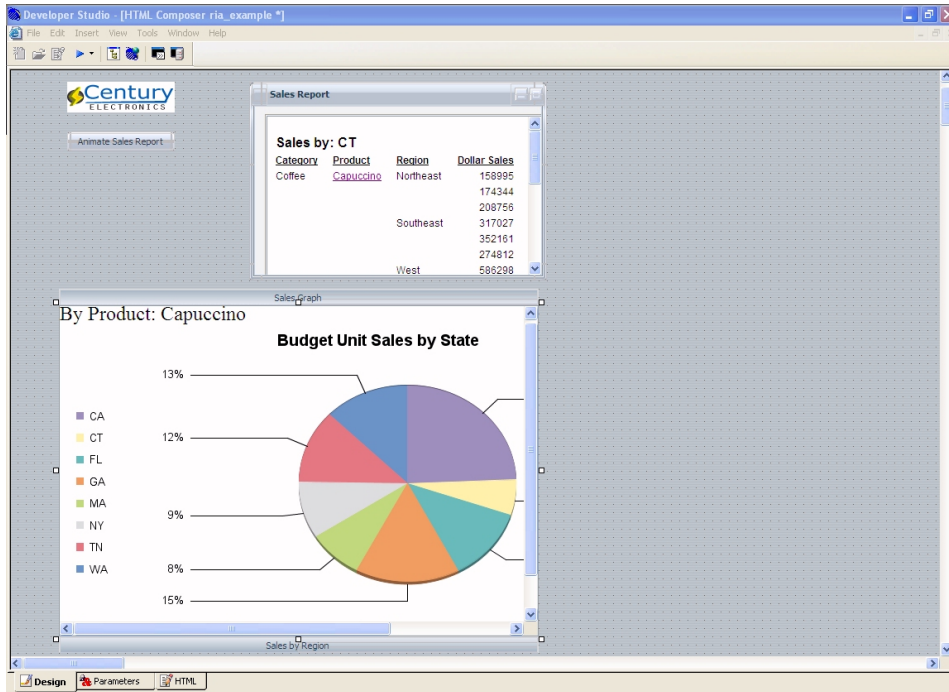 Developer Studio - [HTML Composer ria_example *]
File Edit Insert View Tools Window Help
Century
ELECTRONICS
Animate Sales Report
Sales Report
Sales by: CT
Category Product Region Dollar Sales
Coffee Capuccino Northeast 158995
174344
208756
Southeast 317027
352161
274812
West 586298
Sales Graph
By Product: Capuccino
Budget Unit Sales by State
13%
CA
CT
FL
GA
MA
NY
TN
WA
12%
9%
8%
15%
Sales by Region
Design Parameters HTML